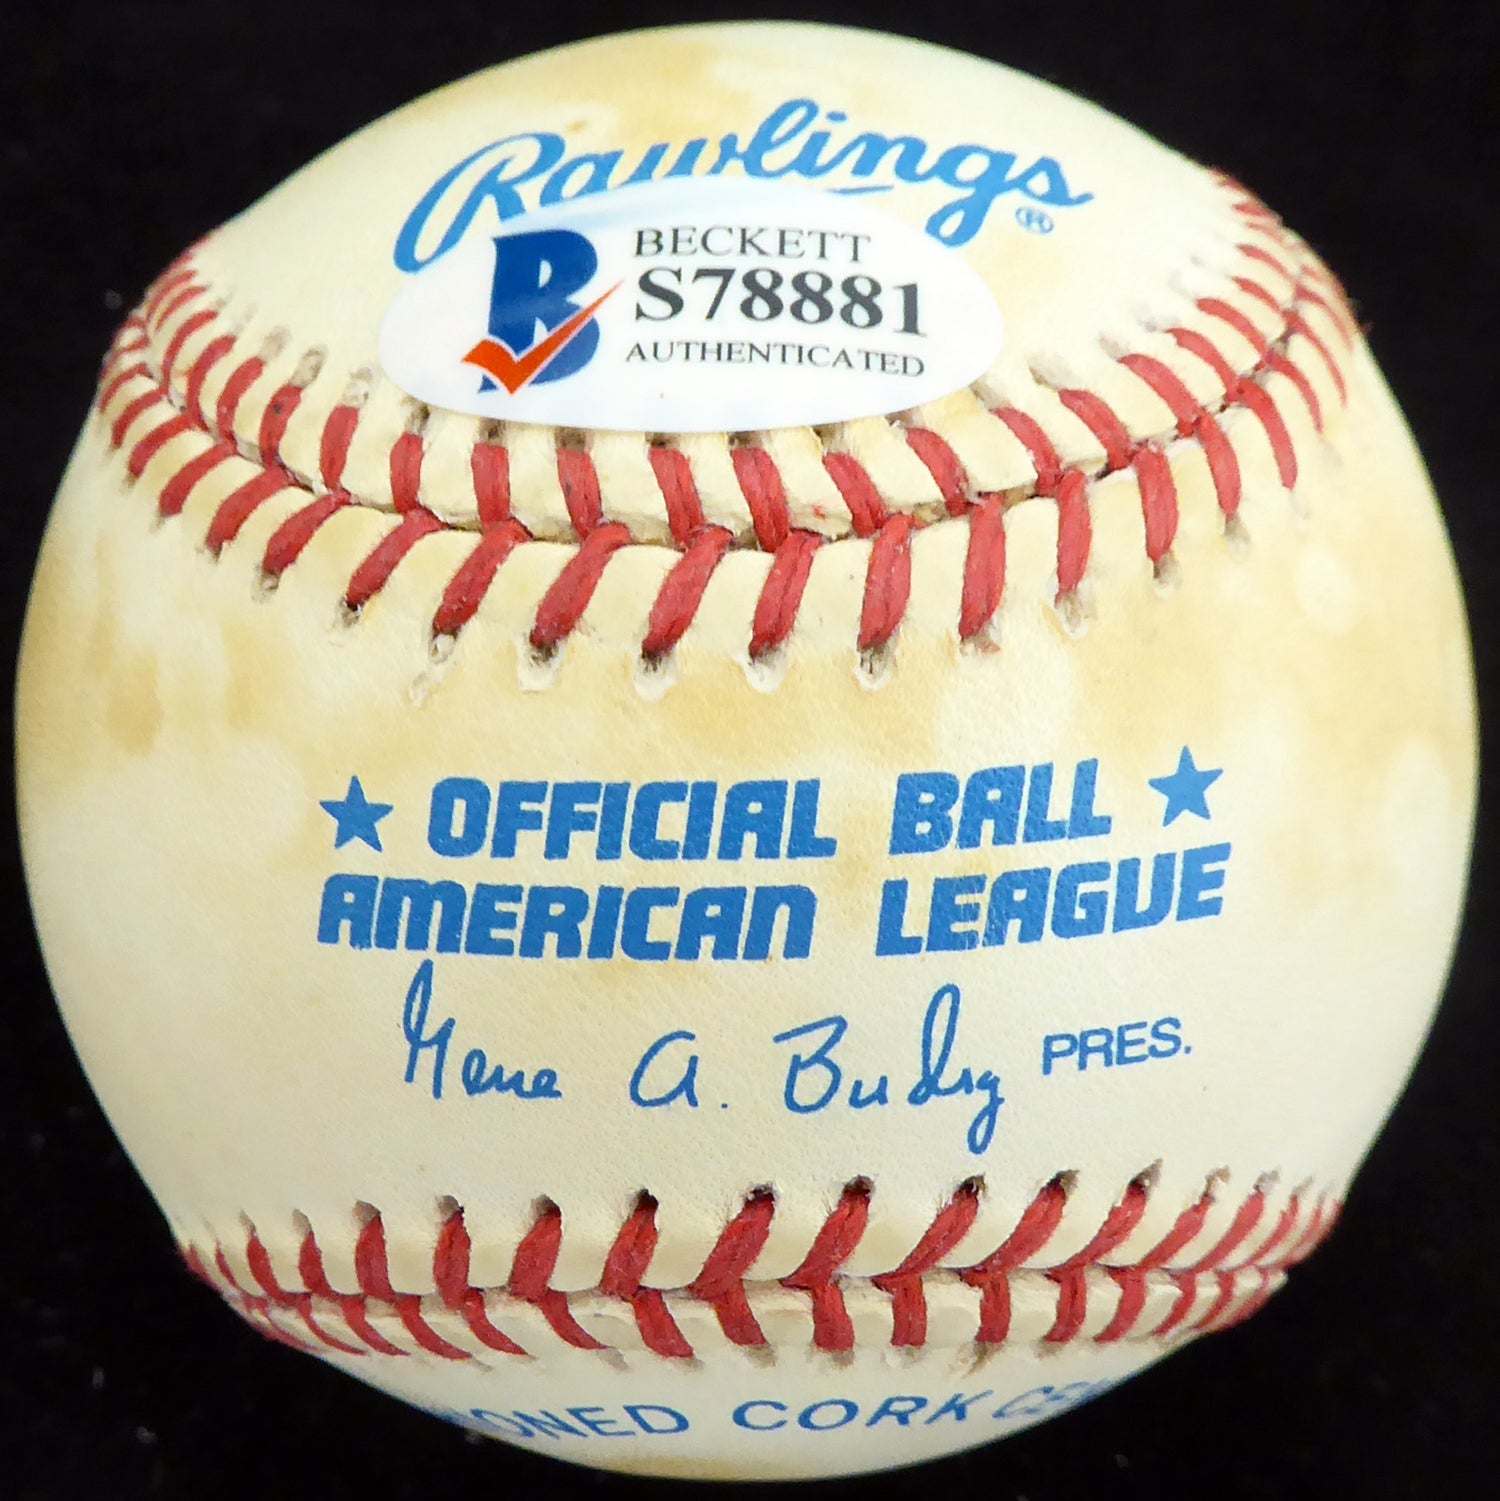 Rawlings ®
BECKETT
S78881
AUTHENTICATED
★ OFFICIAL BALL ★
AMERICAN LEAGUE
Gene A. Budig PRES.
CORK